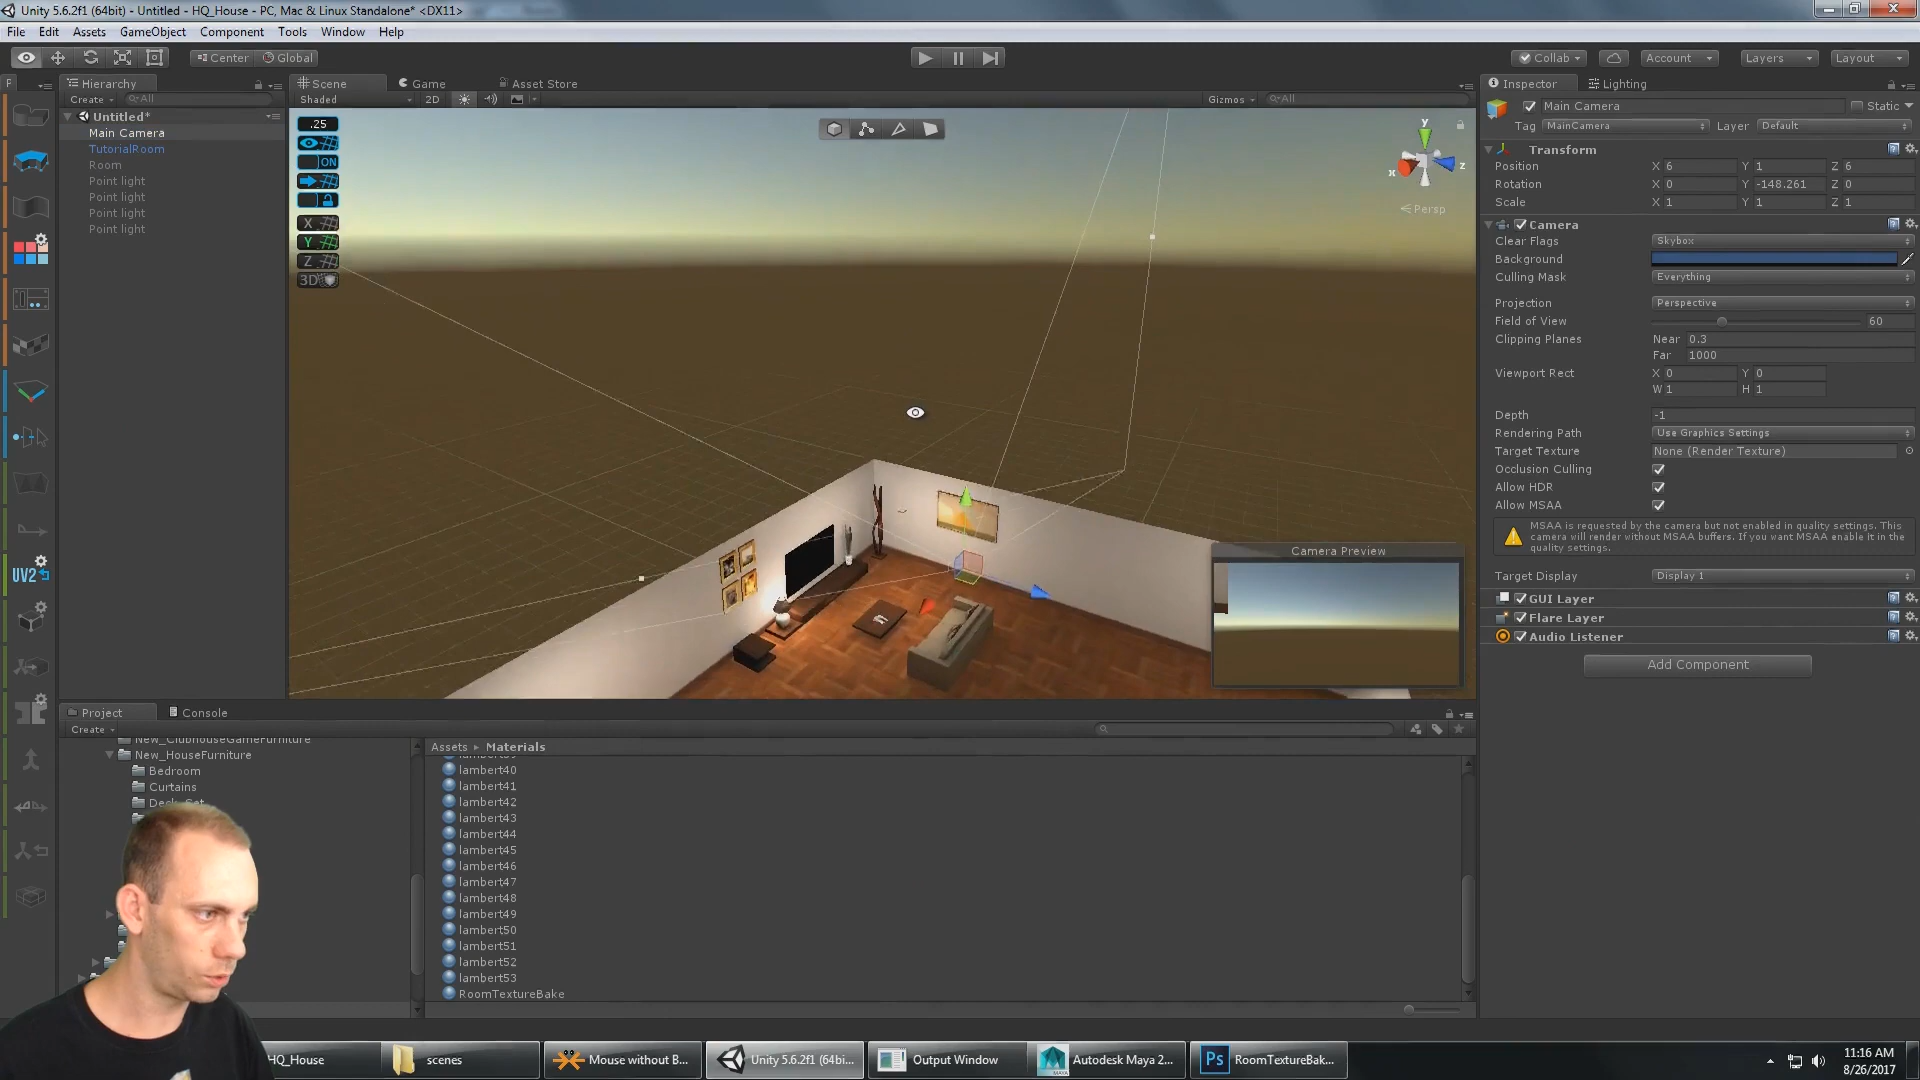 Unity 5.6.2f1 (64bit) - Untitled - HQ_House - PC, Mac & Linux Standalone* <DX11>
File Edit Assets GameObject Component Tools Window Help
Center Global Collab Account Layers Layout
Hierarchy
Create All
Untitled*
Main Camera
TutorialRoom
Room
Point light
Point light
Point light
Point light
UV2
Scene Game Asset Store
Shaded 2D Gizmos All
.25
ON
X
Y
Z
3D
y
x
z
Persp
Camera Preview
Inspector Lighting
Main Camera Static
Tag MainCamera Layer Default
Transform
Position X 6 Y 1 Z 6
Rotation X 0 Y -148.261 Z 0
Scale X 1 Y 1 Z 1
Camera
Clear Flags Skybox
Background
Culling Mask Everything
Projection Perspective
Field of View 60
Clipping Planes Near 0.3
Far 1000
Viewport Rect X 0 Y 0
W 1 H 1
Depth -1
Rendering Path Use Graphics Settings
Target Texture None (Render Texture)
Occlusion Culling
Allow HDR
Allow MSAA
MSAA is requested by the camera but not enabled in quality settings. This
camera will render without MSAA buffers. If you want MSAA enable it in the
quality settings.
Target Display Display 1
GUI Layer
Flare Layer
Audio Listener
Add Component
Project Console
Create
New_ClubhouseGameFurniture
New_HouseFurniture
Bedroom
Curtains
Assets Materials
lambert40
lambert41
lambert42
lambert43
lambert44
lambert45
lambert46
lambert47
lambert48
lambert49
lambert50
lambert51
lambert52
lambert53
RoomTextureBake
HQ_House scenes Mouse without B... Unity 5.6.2f1 (64bi... Output Window Autodesk Maya 2... Ps RoomTextureBak...
11:16 AM
8/26/2017